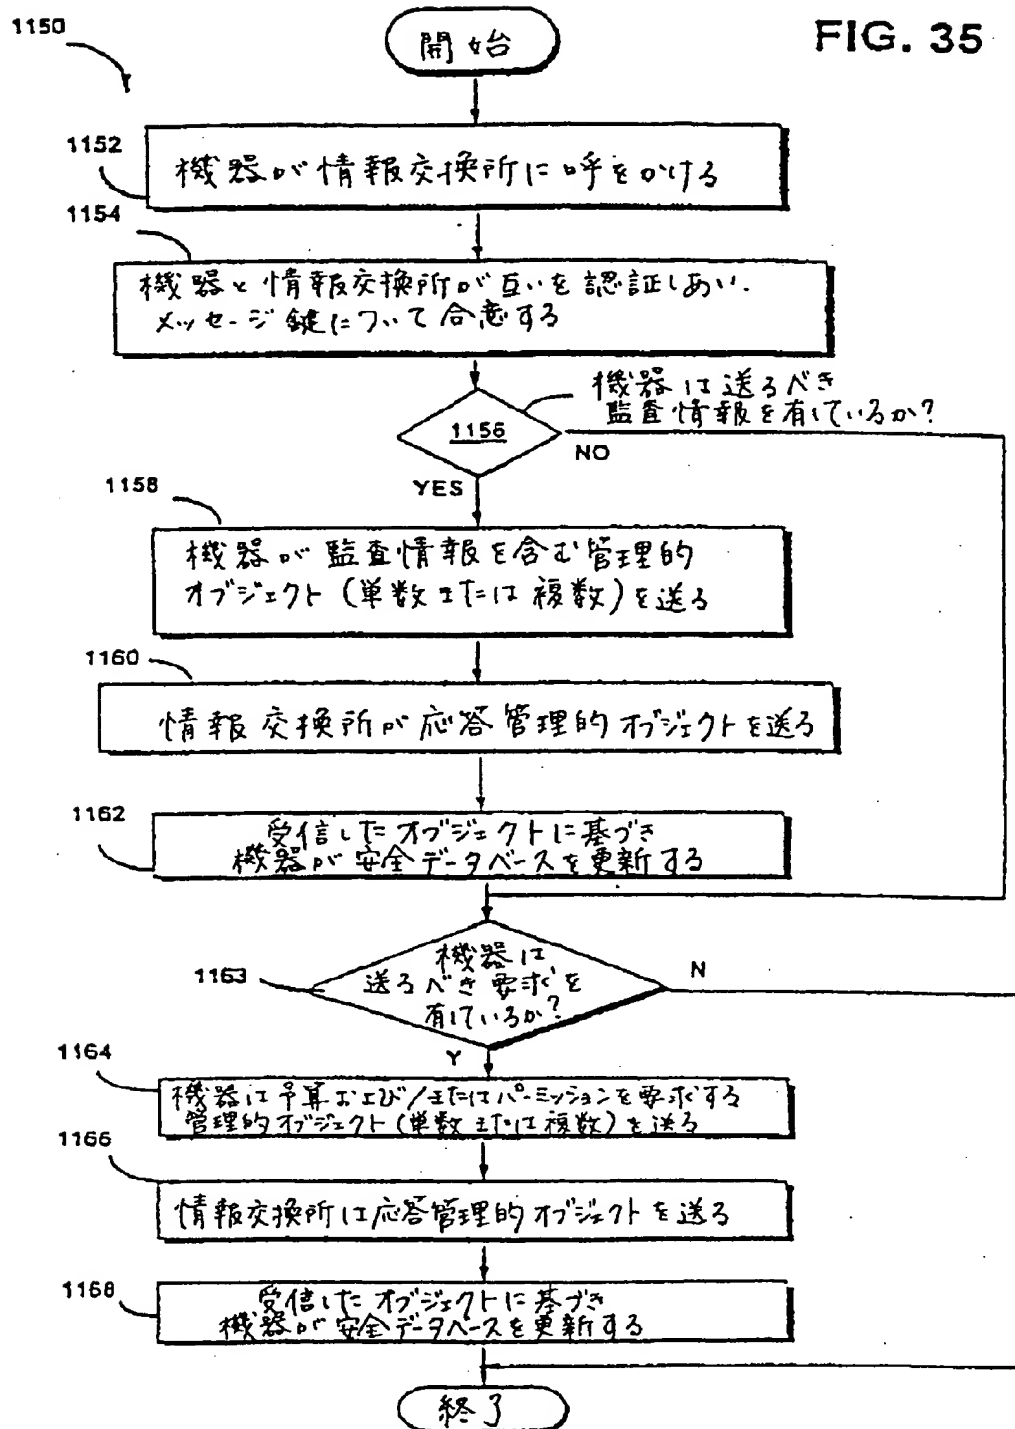 1150
開始
FIG. 35
1152
機器が情報交換所に呼をかける
1154
機器と情報交換所が互いを認証しあい、
メッセージ鍵について合意する
機器は送るべき
監査情報を有しているか?
1156
NO
YES
1158
機器が監査情報を含む管理的
オブジェクト(単数または複数)を送る
1160
情報交換所が応答管理的オブジェクトを送る
1162
受信したオブジェクトに基づき
機器が安全データベースを更新する
1163
機器は
送るべき要求を
有しているか?
N
Y
1164
機器は予算および/またはパーミッションを要求する
管理的オブジェクト(単数または複数)を送る
1166
情報交換所は応答管理的オブジェクトを送る
1168
受信したオブジェクトに基づき
機器が安全データベースを更新する
終了